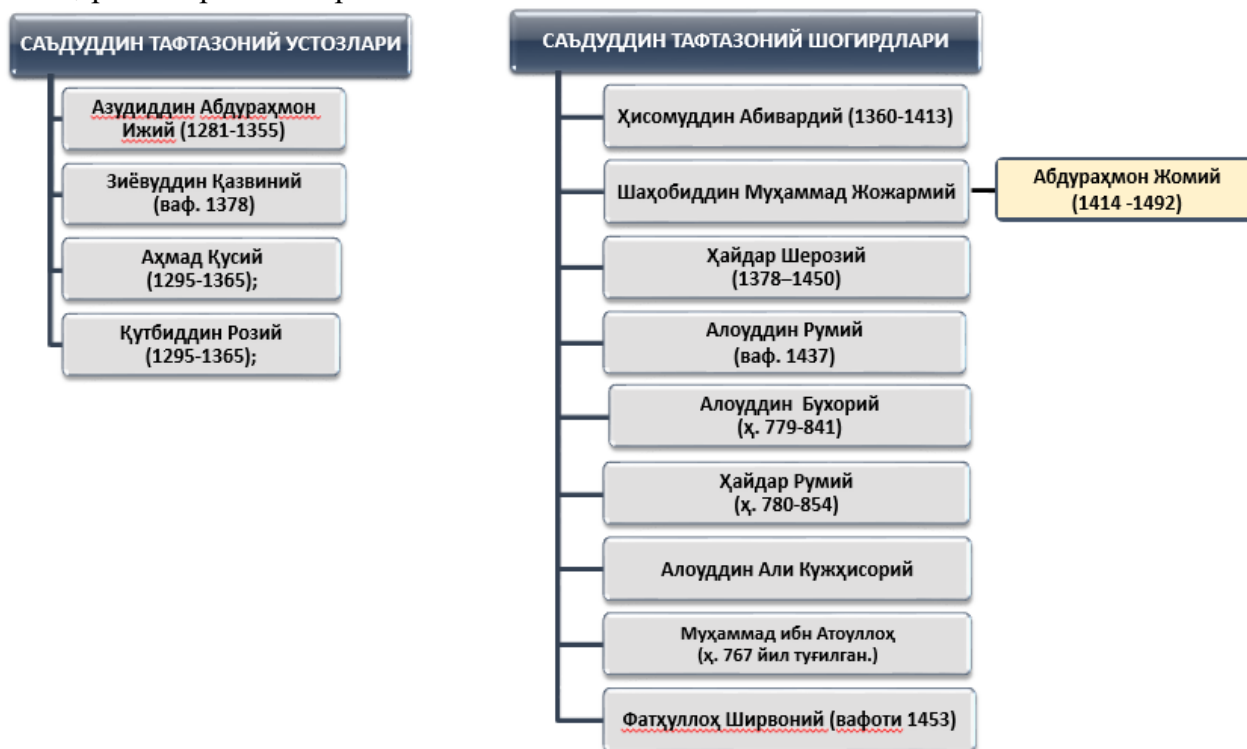 САЪДУДДИН ТАФТАЗОНИЙ УСТОЗЛАРИ
Азудиддин Абдураҳмон
Ижий (1281-1355)
Зиёвуддин Қазвиний
(ваф. 1378)
Аҳмад Қусий
(1295-1365);
Қутбиддин Розий
(1295-1365);
САЪДУДДИН ТАФТАЗОНИЙ ШОГИРДЛАРИ
Ҳисомуддин Абивардий (1360-1413)
Шаҳобиддин Муҳаммад Жожармий
Абдураҳмон Жомий
(1414 -1492)
Ҳайдар Шерозий
(1378–1450)
Алоуддин Румий
(ваф. 1437)
Алоуддин Бухорий
(ҳ. 779-841)
Ҳайдар Румий
(ҳ. 780-854)
Алоуддин Али Кужҳисорий
Муҳаммад ибн Атоуллоҳ
(ҳ. 767 йил туғилган.)
Фатҳуллоҳ Ширвоний (вафоти 1453)